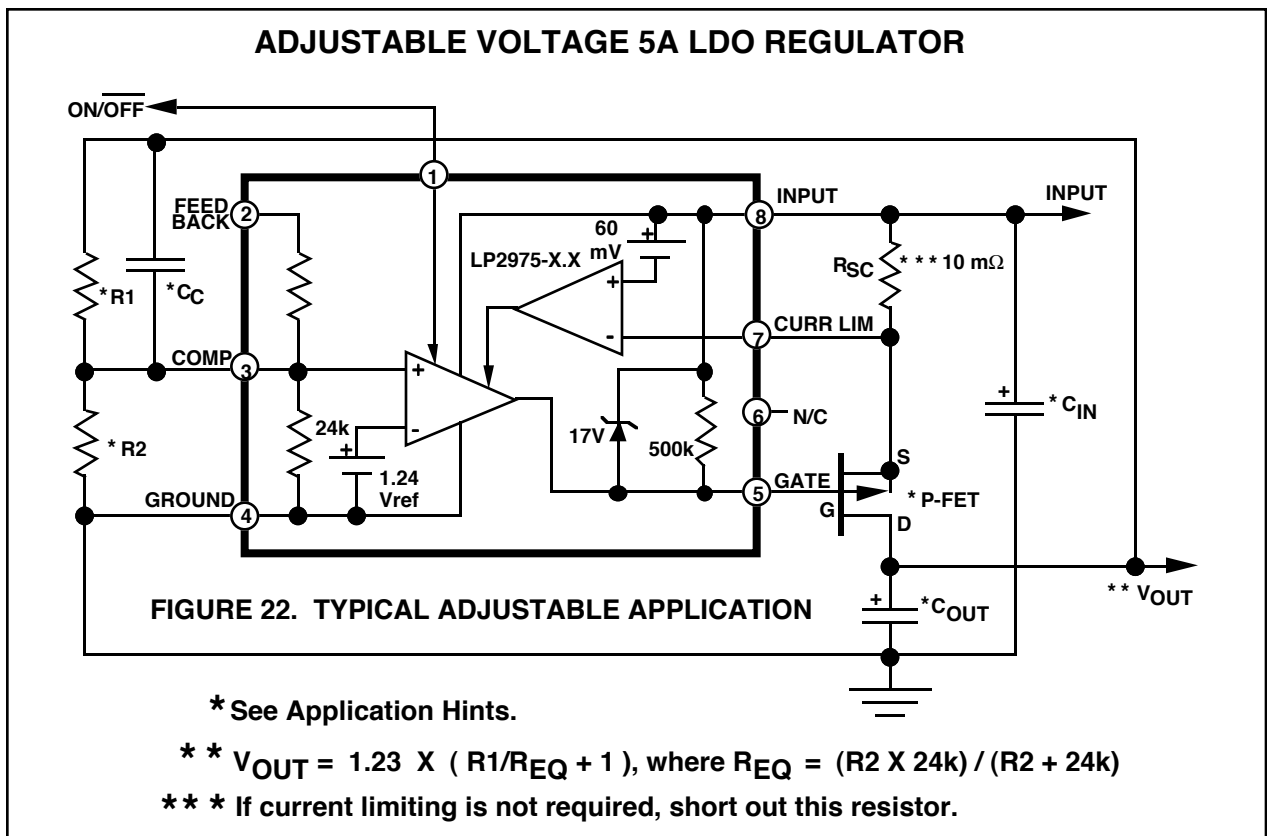 ADJUSTABLE VOLTAGE 5A LDO REGULATOR
ON/OFF
1
FEED
BACK
2
8
INPUT
INPUT
60
mV
+
LP2975-X.X
RSC
* * * 10 mΩ
*R1
*CC
+
-
CURR LIM
7
COMP
3
+
-
+
* CIN
6
N/C
* R2
24k
+
17V
500k
1.24
Vref
S
GROUND
4
5
GATE
G
D
* P-FET
** VOUT
FIGURE 22. TYPICAL ADJUSTABLE APPLICATION
+
*COUT
* See Application Hints.
* * VOUT = 1.23 X ( R1/REQ + 1 ), where REQ = (R2 X 24k) / (R2 + 24k)
* * * If current limiting is not required, short out this resistor.